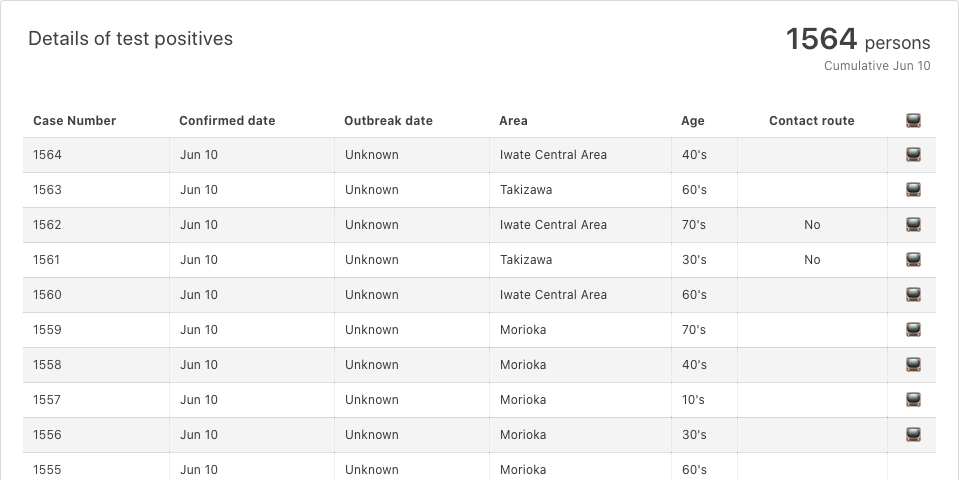 Details of test positives
1564 persons
Cumulative Jun 10
Case Number Confirmed date Outbreak date Area Age Contact route
1564 Jun 10 Unknown Iwate Central Area 40's
1563 Jun 10 Unknown Takizawa 60's
1562 Jun 10 Unknown Iwate Central Area 70's No
1561 Jun 10 Unknown Takizawa 30's No
1560 Jun 10 Unknown Iwate Central Area 60's
1559 Jun 10 Unknown Morioka 70's
1558 Jun 10 Unknown Morioka 40's
1557 Jun 10 Unknown Morioka 10's
1556 Jun 10 Unknown Morioka 30's
1555 Jun 10 Unknown Morioka 60's